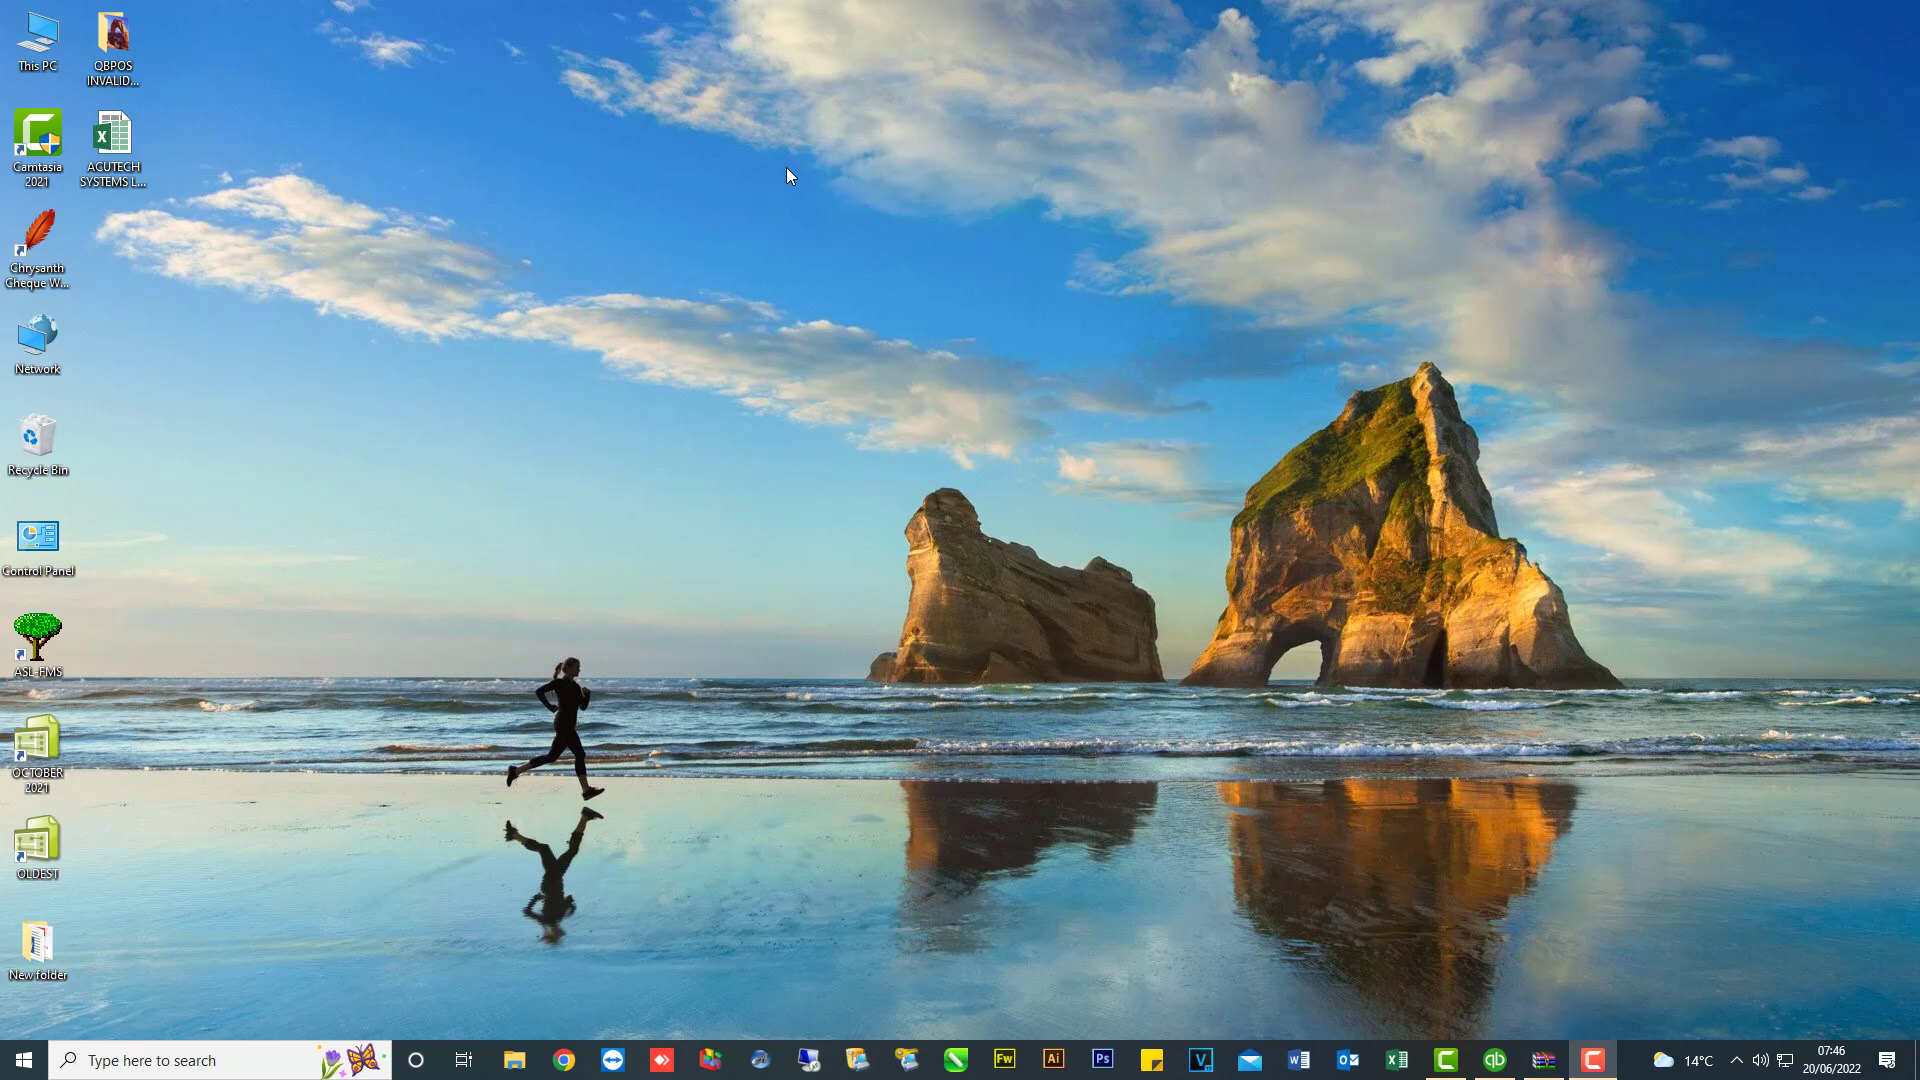 This PC
QBPOS
INVALID...
Camtasia
2021
ACUTECH
SYSTEMS L...
Chrysanth
Cheque W...
Network
Recycle Bin
Control Panel
ASL-FMS
OCTOBER
2021
OLDEST
New folder
Type here to search
Fw
Ai
Ps
V
W
O
X
C
qb
C
14°C
07:46
20/06/2022